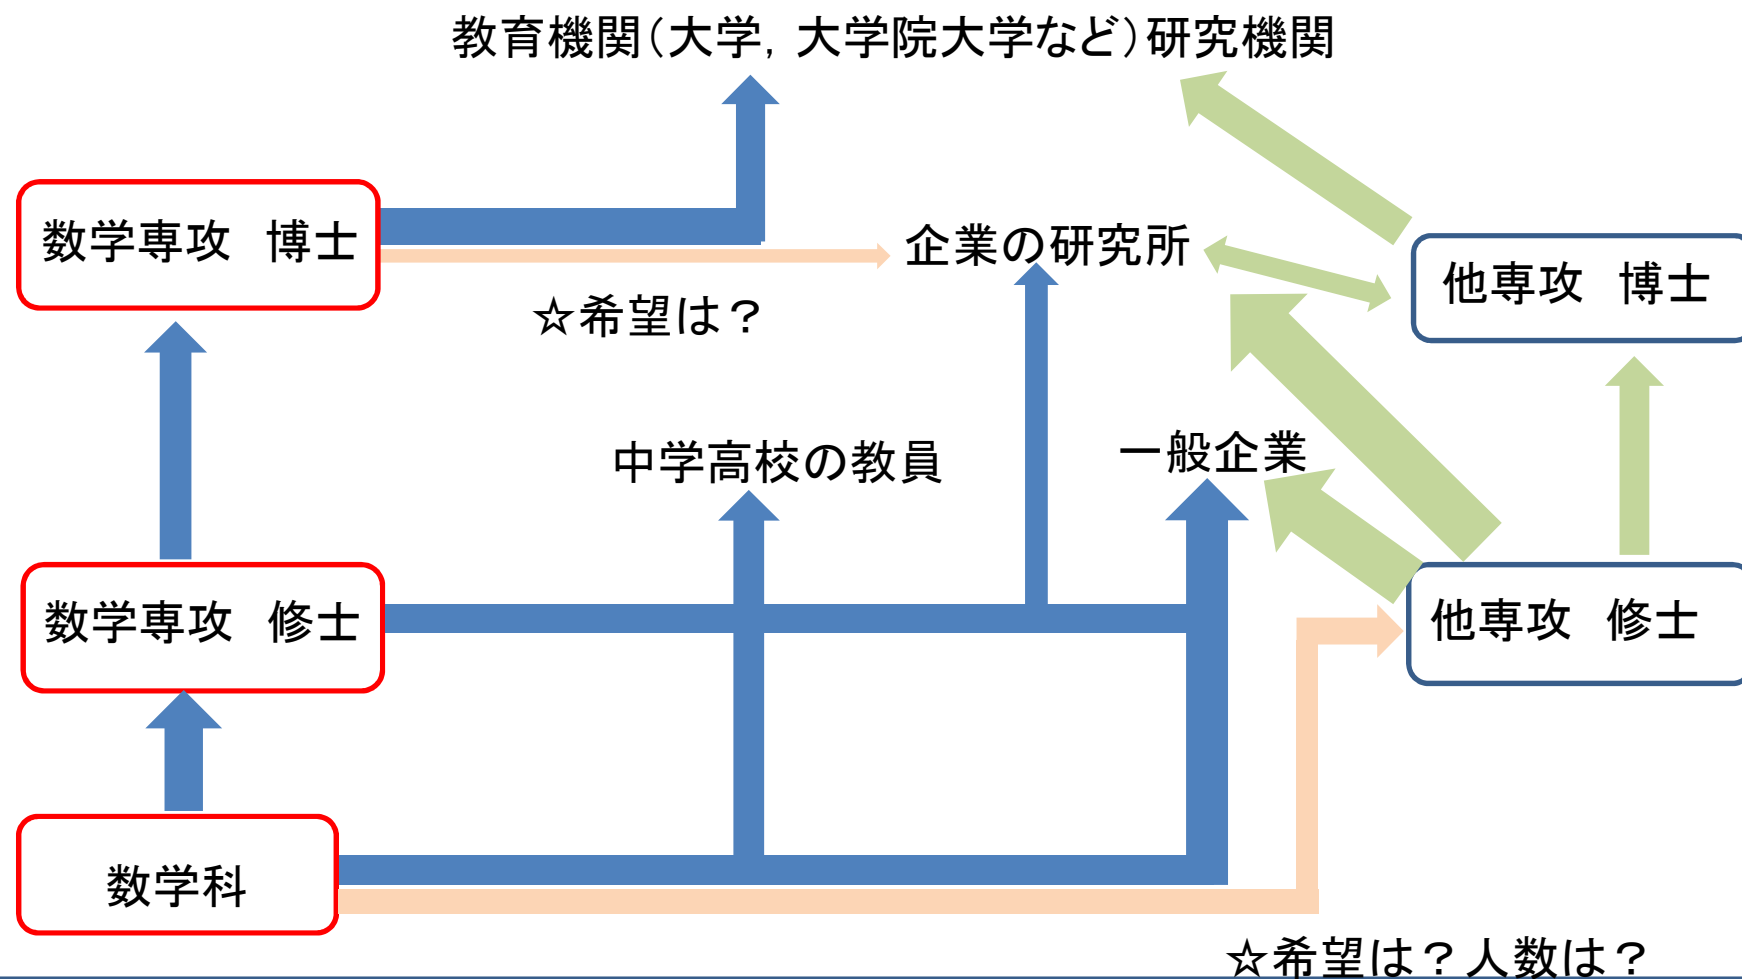 教育機関（大学，大学院大学など）研究機関
数学専攻　博士
企業の研究所
他専攻　博士
☆希望は？
中学高校の教員
一般企業
数学専攻　修士
他専攻　修士
数学科
☆希望は？人数は？